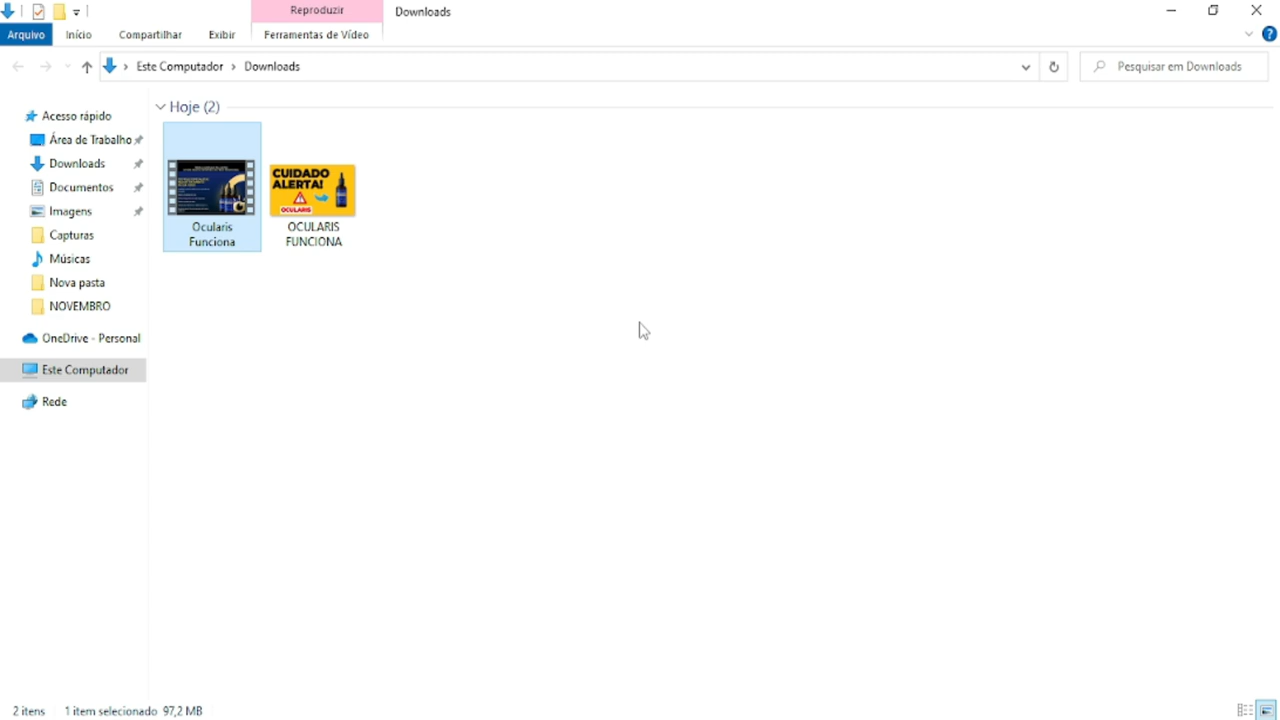 Reproduzir
Downloads
Arquivo
Início
Compartilhar
Exibir
Ferramentas de Vídeo
Este Computador
Downloads
Pesquisar em Downloads
Acesso rápido
Área de Trabalho
Downloads
Documentos
Imagens
Capturas
Músicas
Nova pasta
NOVEMBRO
OneDrive - Personal
Este Computador
Rede
Hoje (2)
Ocularis
Funciona
CUIDADO
ALERTA!
OCULARIS
OCULARIS
FUNCIONA
2 itens
1 item selecionado 97,2 MB